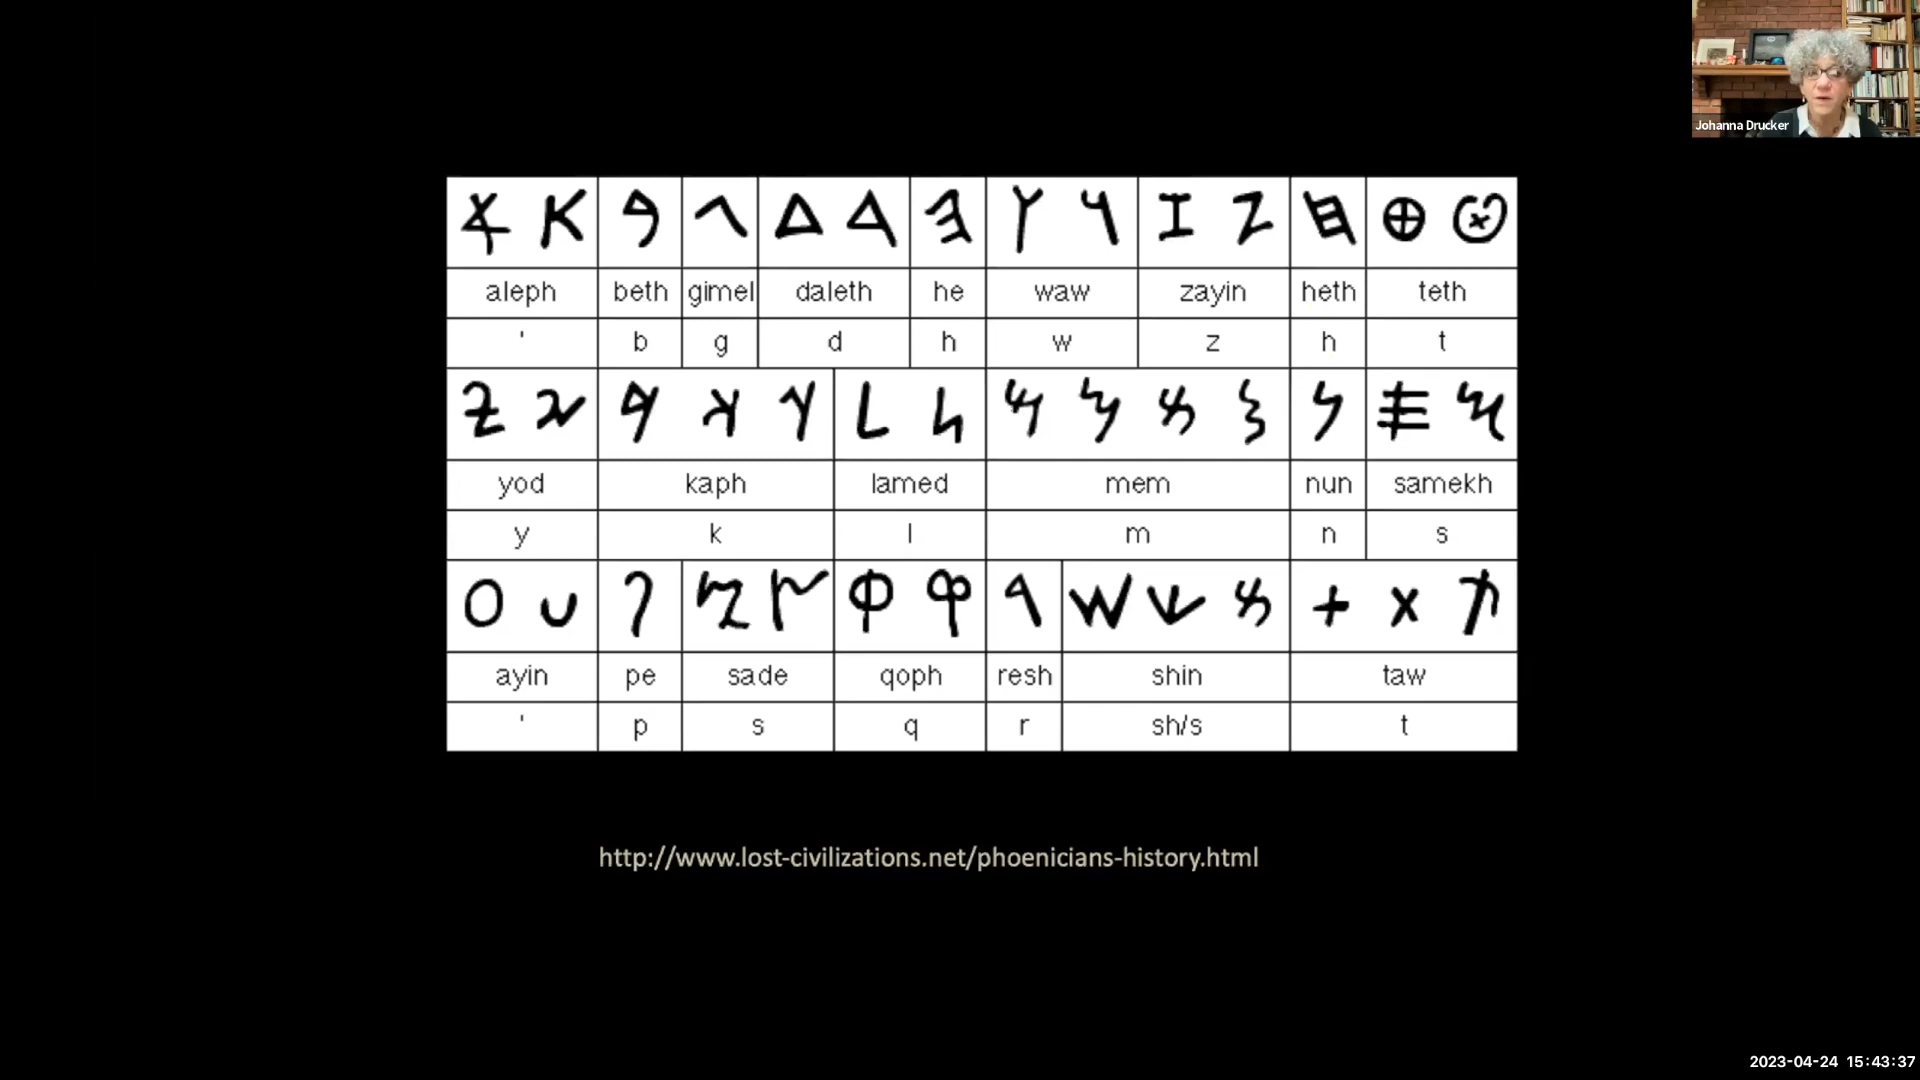 Johanna Drucker
𐤀 𐤀 𐤁 𐤂 𐤃 𐤃 𐤄 𐤅 𐤅 𐤆 𐤆 𐤇 𐤈 𐤈
aleph beth gimel daleth he waw zayin heth teth
' b g d h w z h t
𐤉 𐤉 𐤊 𐤊 𐤊 𐤋 𐤋 𐤌 𐤌 𐤌 𐤌 𐤍 𐤎 𐤎
yod kaph lamed mem nun samekh
y k l m n s
𐤏 𐤏 𐤐 𐤑 𐤑 𐤒 𐤒 𐤓 𐤔 𐤔 𐤔 𐤕 𐤕 𐤕
ayin pe sade qoph resh shin taw
' p s q r sh/s t
http://www.lost-civilizations.net/phoenicians-history.html
2023-04-24 15:43:37